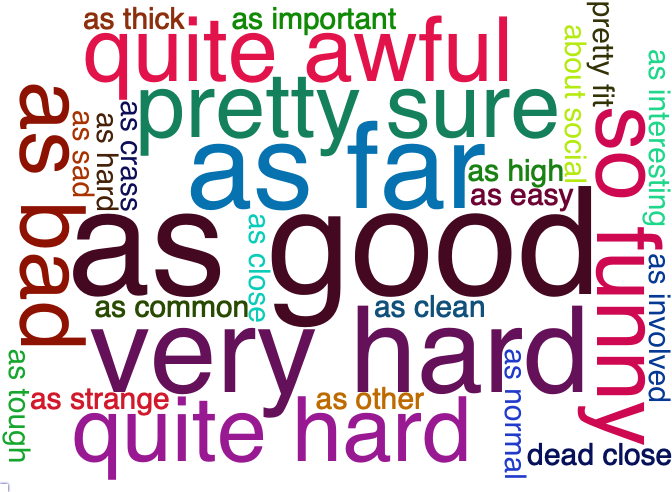 as thick
as important
quite awful
pretty fit
about social
as interesting
pretty sure
as bad
as sad
as hard
as crass
as far
so funny
as high
as easy
as good
as close
as involved
as common
as clean
very hard
as tough
as strange
as other
as normal
quite hard
dead close